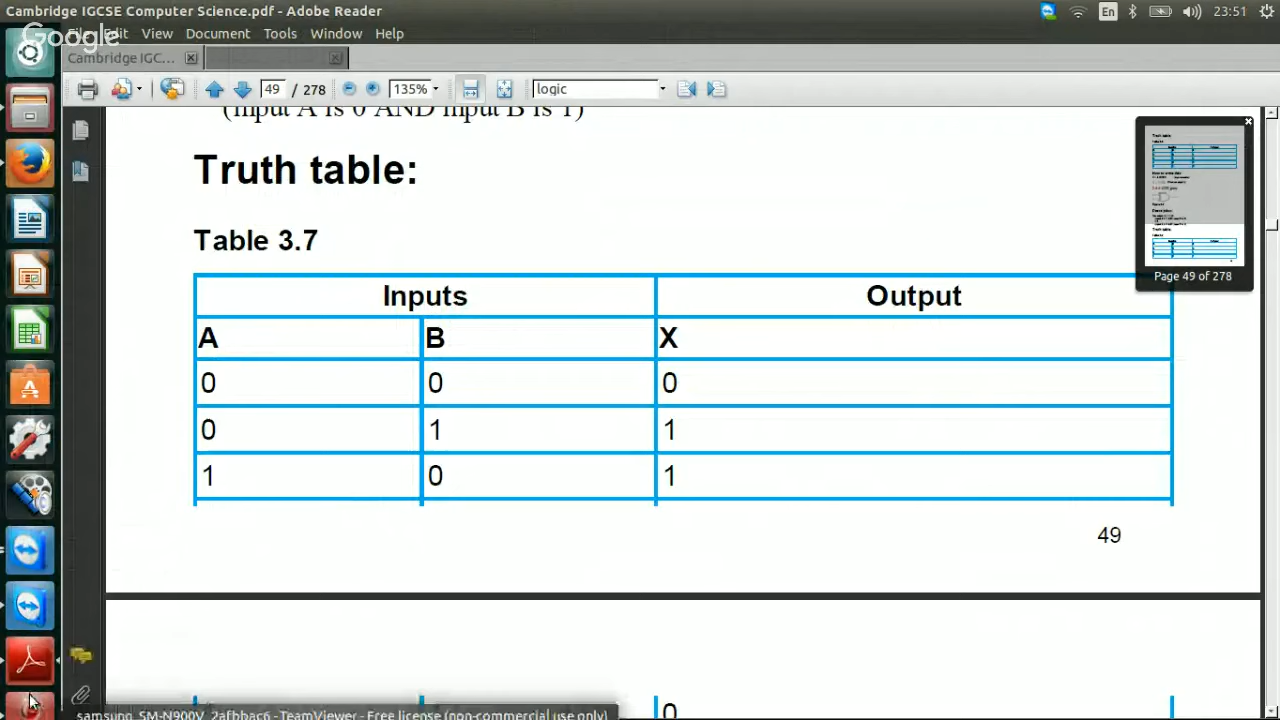 Cambridge IGCSE Computer Science.pdf - Adobe Reader
En
23:51
Google
Edit View Document Tools Window Help
Cambridge IGC...
49 / 278
135%
logic
(input A is 0 AND input B is 1)
Truth table:
Table 3.7
Inputs Output
A B X
0 0 0
0 1 1
1 0 1
49
0
Page 49 of 278
samsung SM-N900V_2afbbac6 - TeamViewer - Free license (non-commercial use only)